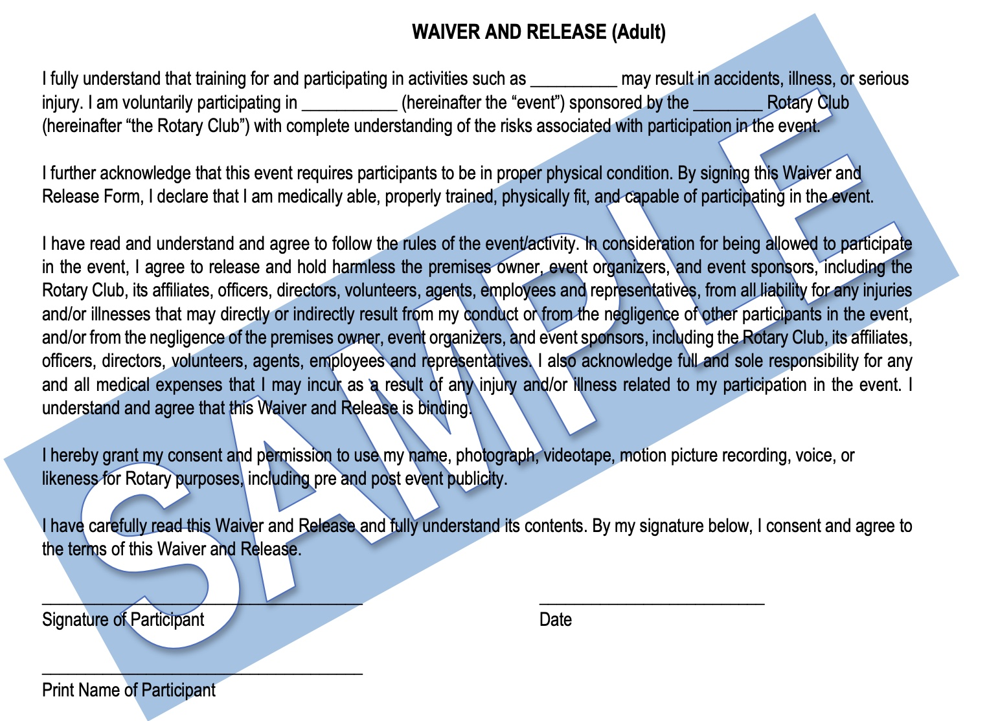 WAIVER AND RELEASE (Adult)
I fully understand that training for and participating in activities such as __________ may result in accidents, illness, or serious
injury. I am voluntarily participating in ___________ (hereinafter the “event”) sponsored by the ________ Rotary Club
(hereinafter “the Rotary Club”) with complete understanding of the risks associated with participation in the event.
I further acknowledge that this event requires participants to be in proper physical condition. By signing this Waiver and
Release Form, I declare that I am medically able, properly trained, physically fit, and capable of participating in the event.
I have read and understand and agree to follow the rules of the event/activity. In consideration for being allowed to participate
in the event, I agree to release and hold harmless the premises owner, event organizers, and event sponsors, including the
Rotary Club, its affiliates, officers, directors, volunteers, agents, employees and representatives, from all liability for any injuries
and/or illnesses that may directly or indirectly result from my conduct or from the negligence of other participants in the event,
and/or from the negligence of the premises owner, event organizers, and event sponsors, including the Rotary Club, its affiliates,
officers, directors, volunteers, agents, employees and representatives. I also acknowledge full and sole responsibility for any
and all medical expenses that I may incur as a result of any injury and/or illness related to my participation in the event. I
understand and agree that this Waiver and Release is binding.
I hereby grant my consent and permission to use my name, photograph, videotape, motion picture recording, voice, or
likeness for Rotary purposes, including pre and post event publicity.
I have carefully read this Waiver and Release and fully understand its contents. By my signature below, I consent and agree to
the terms of this Waiver and Release.
Signature of Participant
Date
Print Name of Participant
SAMPLE